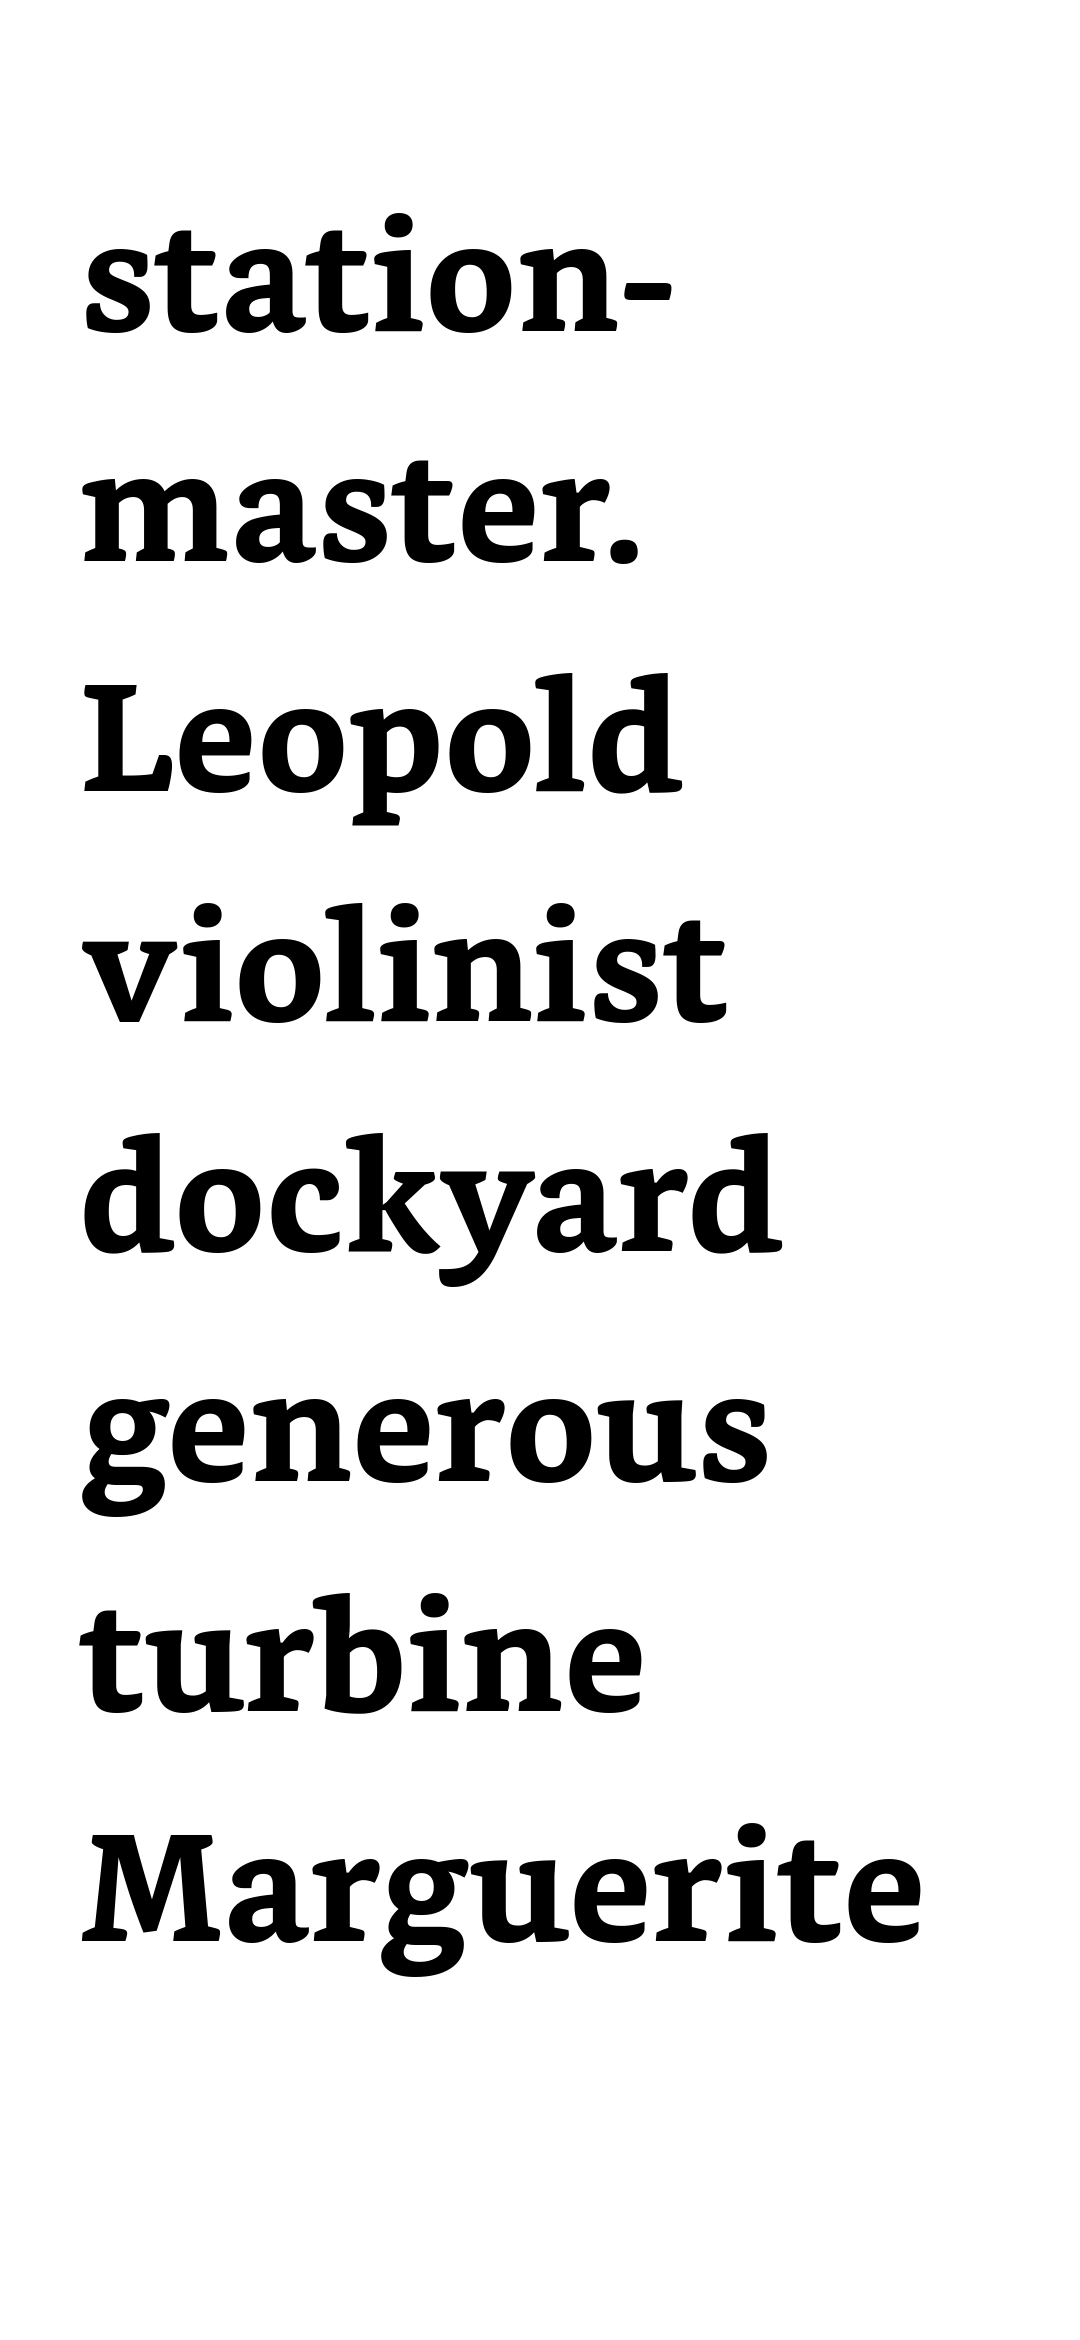 station-
master.
Leopold
violinist
dockyard
generous
turbine
Marguerite